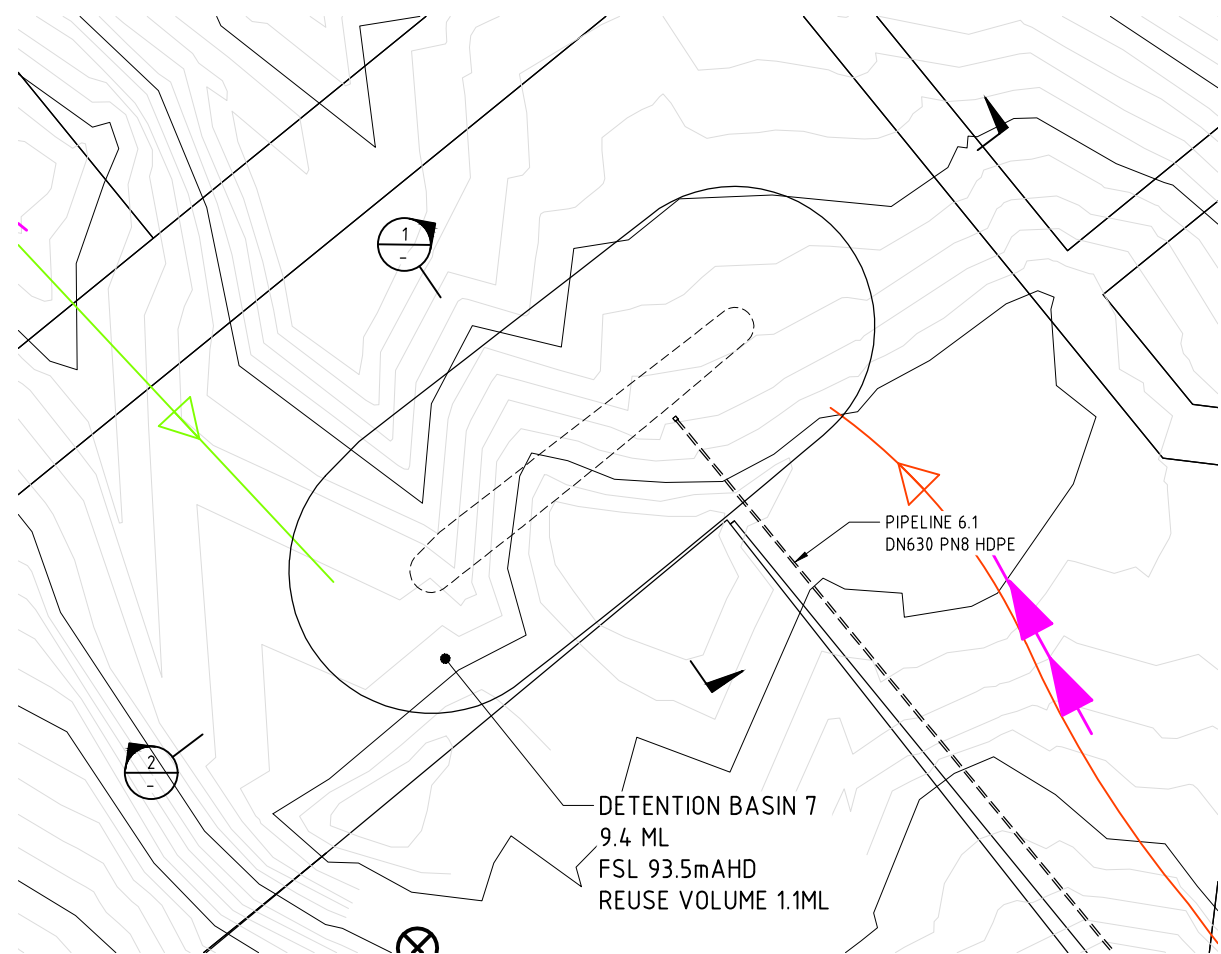 1
-
PIPELINE 6.1
DN630 PN8 HDPE
2
-
DETENTION BASIN 7
9.4 ML
FSL 93.5mAHD
REUSE VOLUME 1.1ML